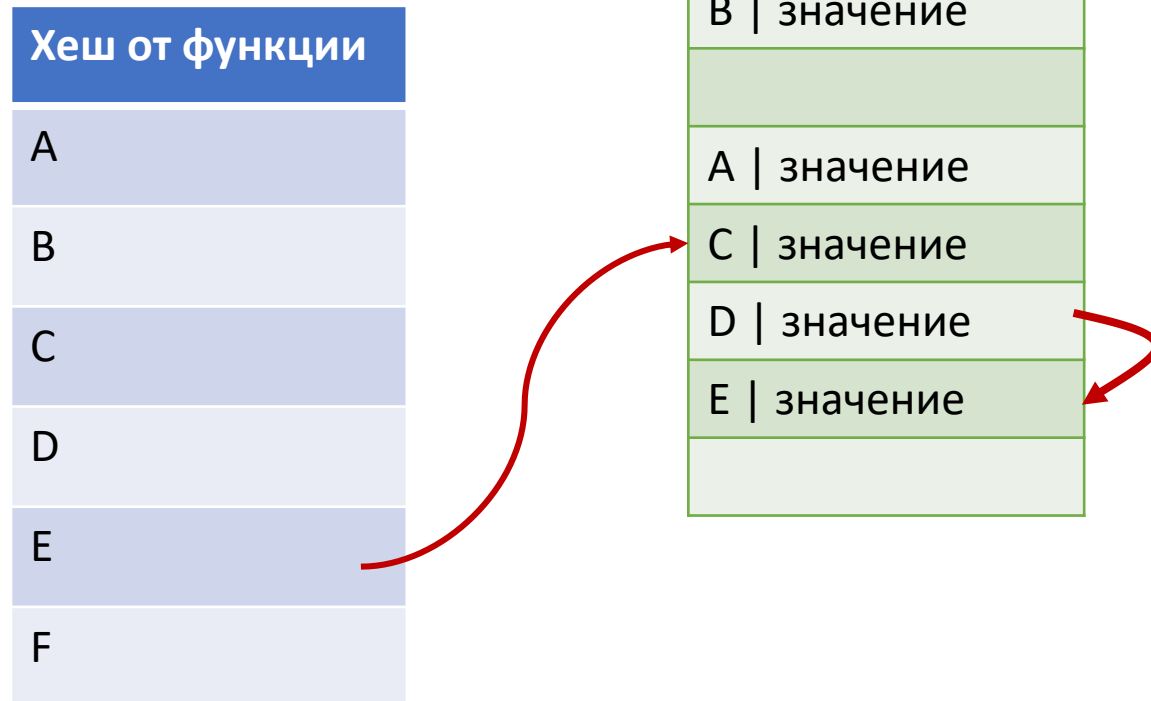 Хеш от функции
A
B
C
D
E
F
B | значение
A | значение
C | значение
D | значение
E | значение